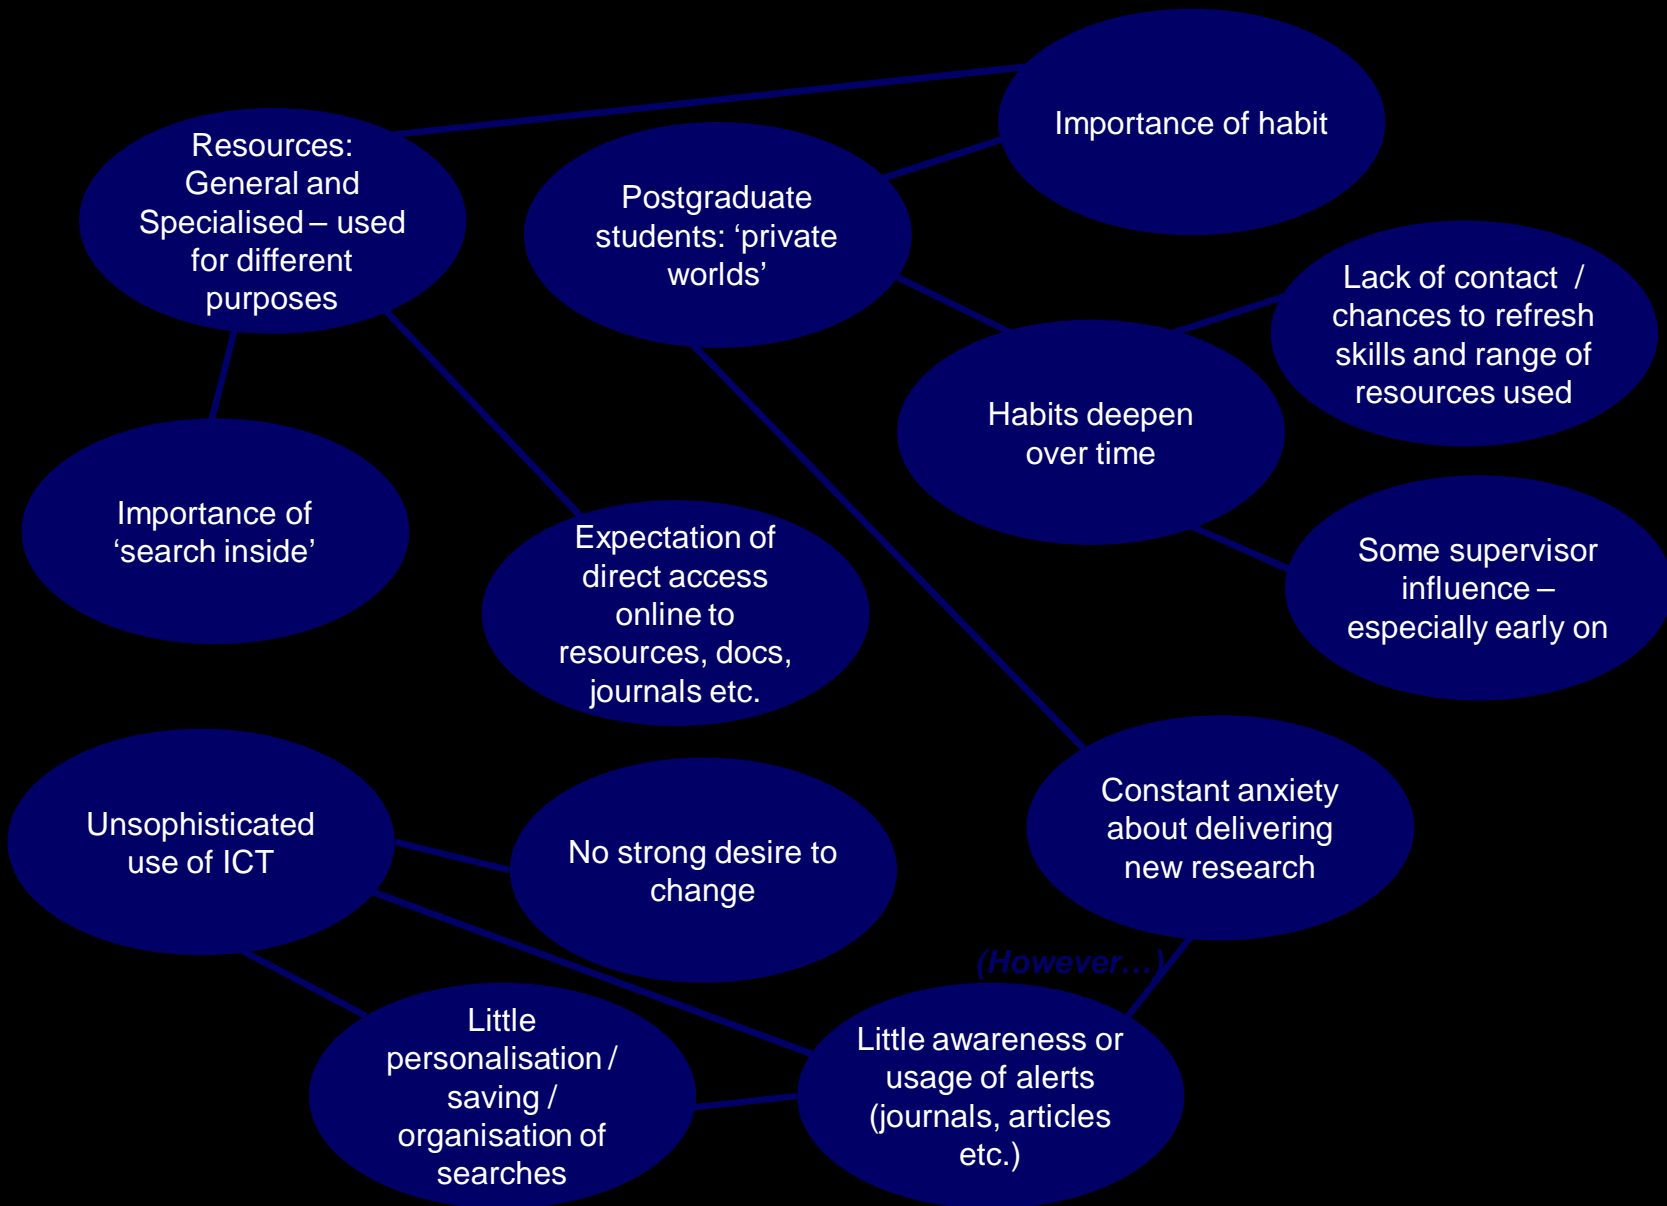 Importance of habit
Resources:
General and
Specialised – used
for different
purposes
Postgraduate
students: ‘private
worlds’
Lack of contact  /
chances to refresh
skills and range of
resources used
Habits deepen
over time
Importance of
‘search inside’
Expectation of
direct access
online to
resources, docs,
journals etc.
Some supervisor
influence –
especially early on
Unsophisticated
use of ICT
No strong desire to
change
Constant anxiety
about delivering
new research
(However…)
Little
personalisation /
saving /
organisation of
searches
Little awareness or
usage of alerts
(journals, articles
etc.)